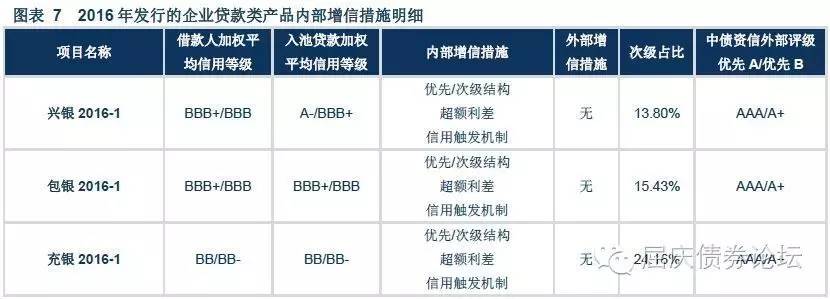 图表 7 2016 年发行的企业贷款类产品内部增信措施明细
项目名称 借款人加权平均信用等级 入池贷款加权平均信用等级 内部增信措施 外部增信措施 次级占比 中债资信外部评级优先 A/优先 B
兴银 2016-1 BBB+/BBB A-/BBB+ 优先/次级结构 超额利差 信用触发机制 无 13.80% AAA/A+
包银 2016-1 BBB+/BBB BBB+/BBB 优先/次级结构 超额利差 信用触发机制 无 15.43% AAA/A+
充银 2016-1 BB/BB- BB/BB- 优先/次级结构 超额利差 信用触发机制 无 24.16% AAA/A+
屈庆债券论坛